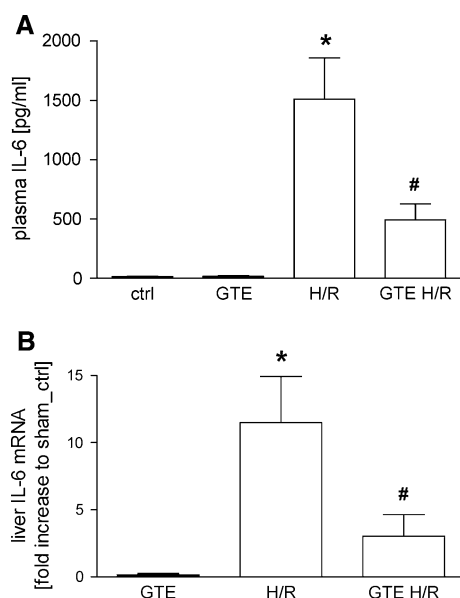 A
plasma IL-6 [pg/ml]
2000
1500
1000
500
0
*
#
ctrl GTE H/R GTE H/R
B
liver IL-6 mRNA
[fold increase to sham_ctrl]
15
10
5
0
*
#
GTE H/R GTE H/R